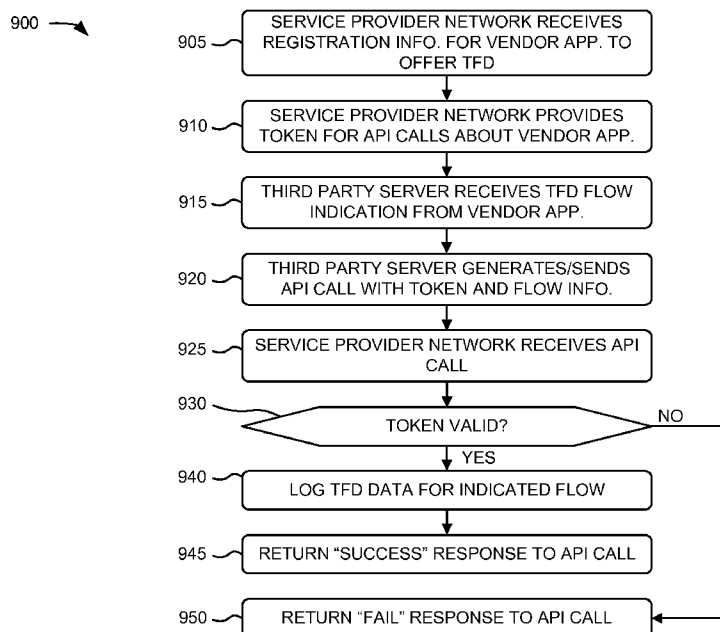 900
905
SERVICE PROVIDER NETWORK RECEIVES
REGISTRATION INFO. FOR VENDOR APP. TO
OFFER TFD
910
SERVICE PROVIDER NETWORK PROVIDES
TOKEN FOR API CALLS ABOUT VENDOR APP.
915
THIRD PARTY SERVER RECEIVES TFD FLOW
INDICATION FROM VENDOR APP.
920
THIRD PARTY SERVER GENERATES/SENDS
API CALL WITH TOKEN AND FLOW INFO.
925
SERVICE PROVIDER NETWORK RECEIVES API
CALL
930
TOKEN VALID?
NO
YES
940
LOG TFD DATA FOR INDICATED FLOW
945
RETURN “SUCCESS” RESPONSE TO API CALL
950
RETURN “FAIL” RESPONSE TO API CALL